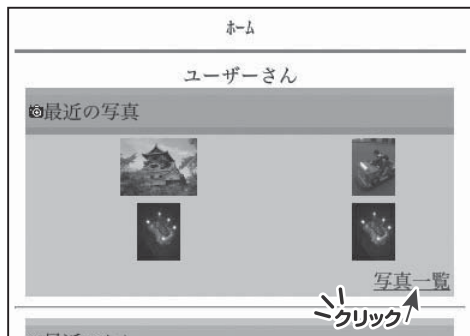 ホーム
ユーザーさん
最近の写真
写真一覧
クリック